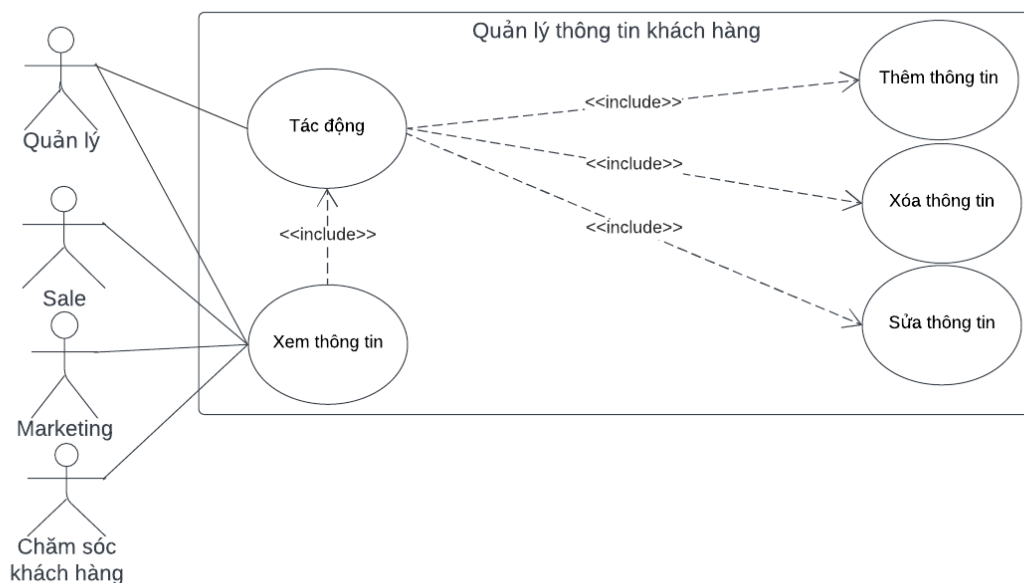 Quản lý thông tin khách hàng
Quản lý
Sale
Marketing
Chăm sóc
khách hàng
Tác động
<<include>>
Xem thông tin
<<include>>
<<include>>
<<include>>
Thêm thông tin
Xóa thông tin
Sửa thông tin